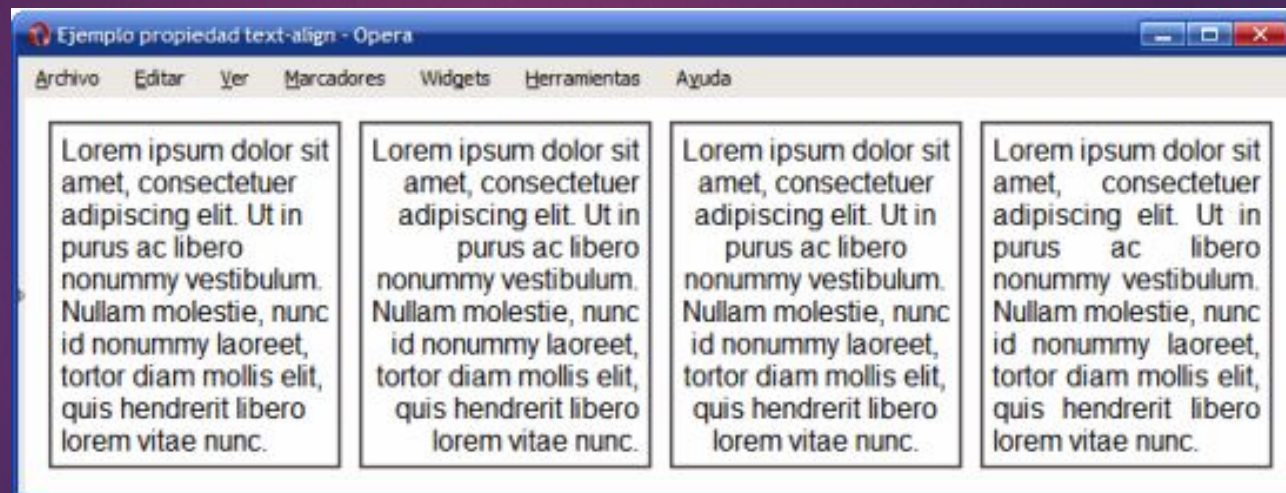 Ejemplo propiedad text-align - Opera
Archivo Editar Ver Marcadores Widgets Herramientas Ayuda
Lorem ipsum dolor sit
amet, consectetuer
adipiscing elit. Ut in
purus ac libero
nonummy vestibulum.
Nullam molestie, nunc
id nonummy laoreet,
tortor diam mollis elit,
quis hendrerit libero
lorem vitae nunc.
Lorem ipsum dolor sit
amet, consectetuer
adipiscing elit. Ut in
purus ac libero
nonummy vestibulum.
Nullam molestie, nunc
id nonummy laoreet,
tortor diam mollis elit,
quis hendrerit libero
lorem vitae nunc.
Lorem ipsum dolor sit
amet, consectetuer
adipiscing elit. Ut in
purus ac libero
nonummy vestibulum.
Nullam molestie, nunc
id nonummy laoreet,
tortor diam mollis elit,
quis hendrerit libero
lorem vitae nunc.
Lorem ipsum dolor sit
amet, consectetuer
adipiscing elit. Ut in
purus ac libero
nonummy vestibulum.
Nullam molestie, nunc
id nonummy laoreet,
tortor diam mollis elit,
quis hendrerit libero
lorem vitae nunc.